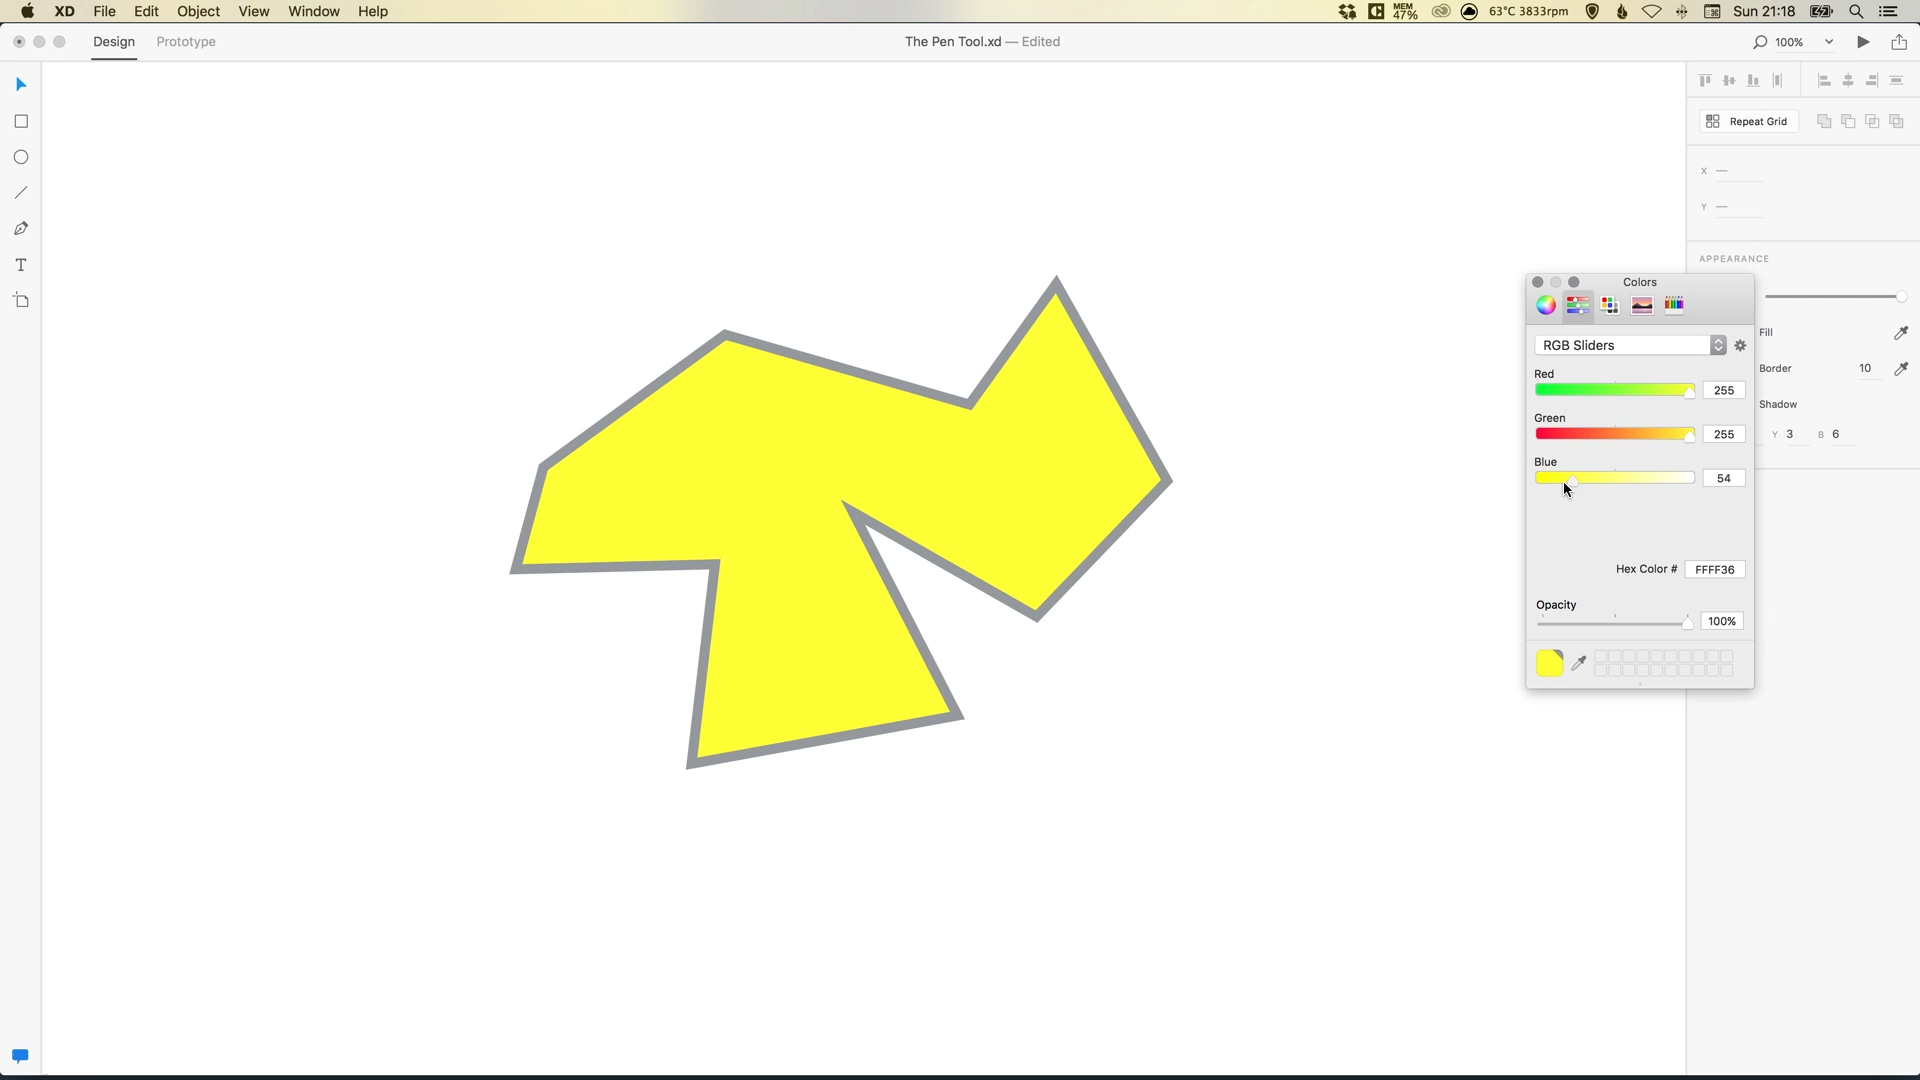 XD File Edit Object View Window Help
MEM 47% 63°C 3833rpm Sun 21:18
Design Prototype The Pen Tool.xd — Edited 100%
Repeat Grid
X —
Y —
APPEARANCE
Fill
Border 10
Shadow
Y 3 B 6
Colors
RGB Sliders
Red
255
Green
255
Blue
54
Hex Color # FFFF36
Opacity
100%
T